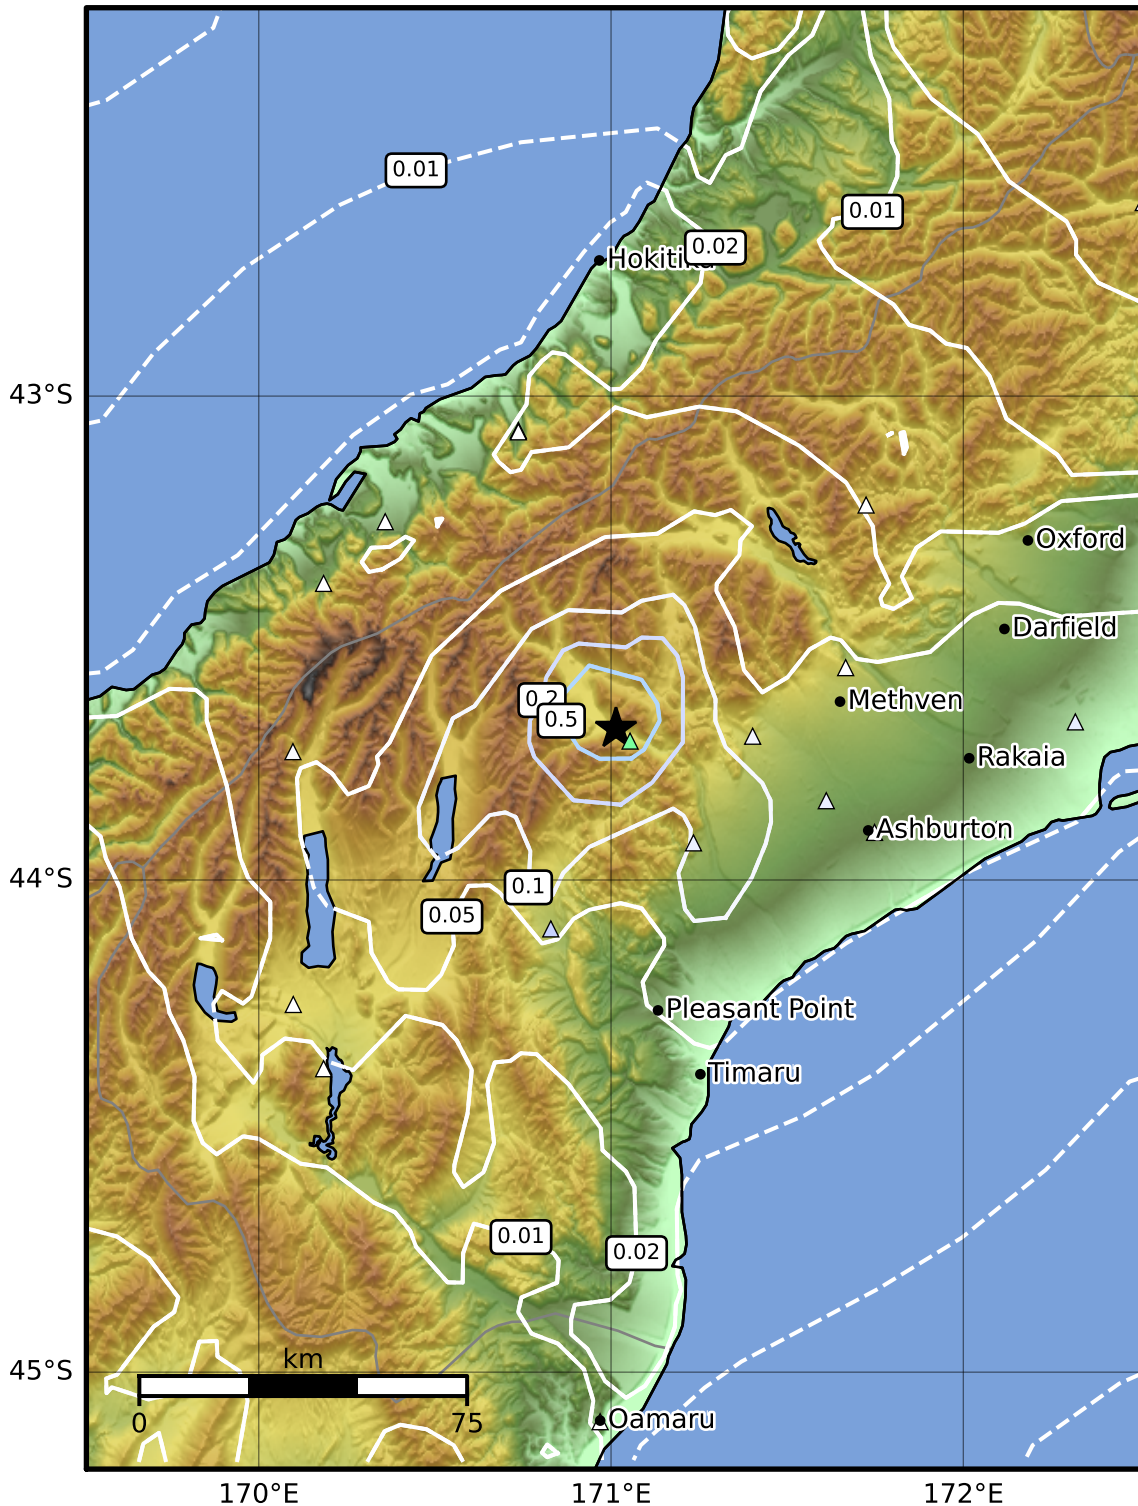 0.01
0.01
0.02
Hokitika
43°S
Oxford
Darfield
0.2
Methven
0.5
Rakaia
Ashburton
44°S
0.1
0.05
Pleasant Point
Timaru
0.01
0.02
km
45°S
0
75
Oamaru
170°E
171°E
172°E